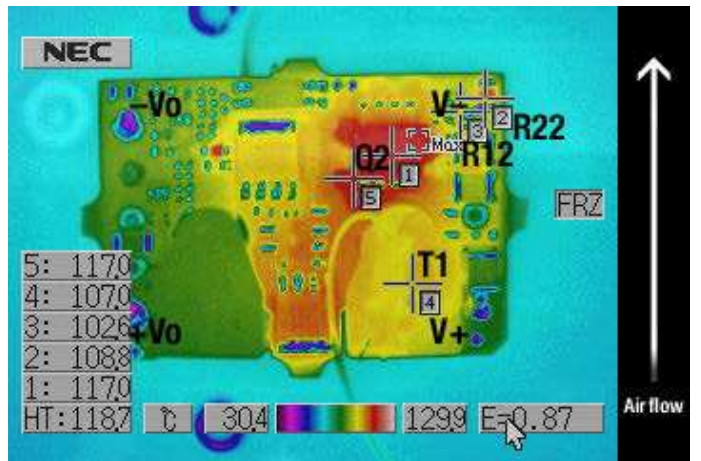 NEC
-Vo
V-
2
R22
3
Max
R12
Q2
1
5
FRZ
T1
4
5: 117.0
4: 107.0
3: 102.6
+Vo
V+
2: 108.8
1: 117.0
HT:118.7
℃
30.4
129.9
E=0.87
Airflow